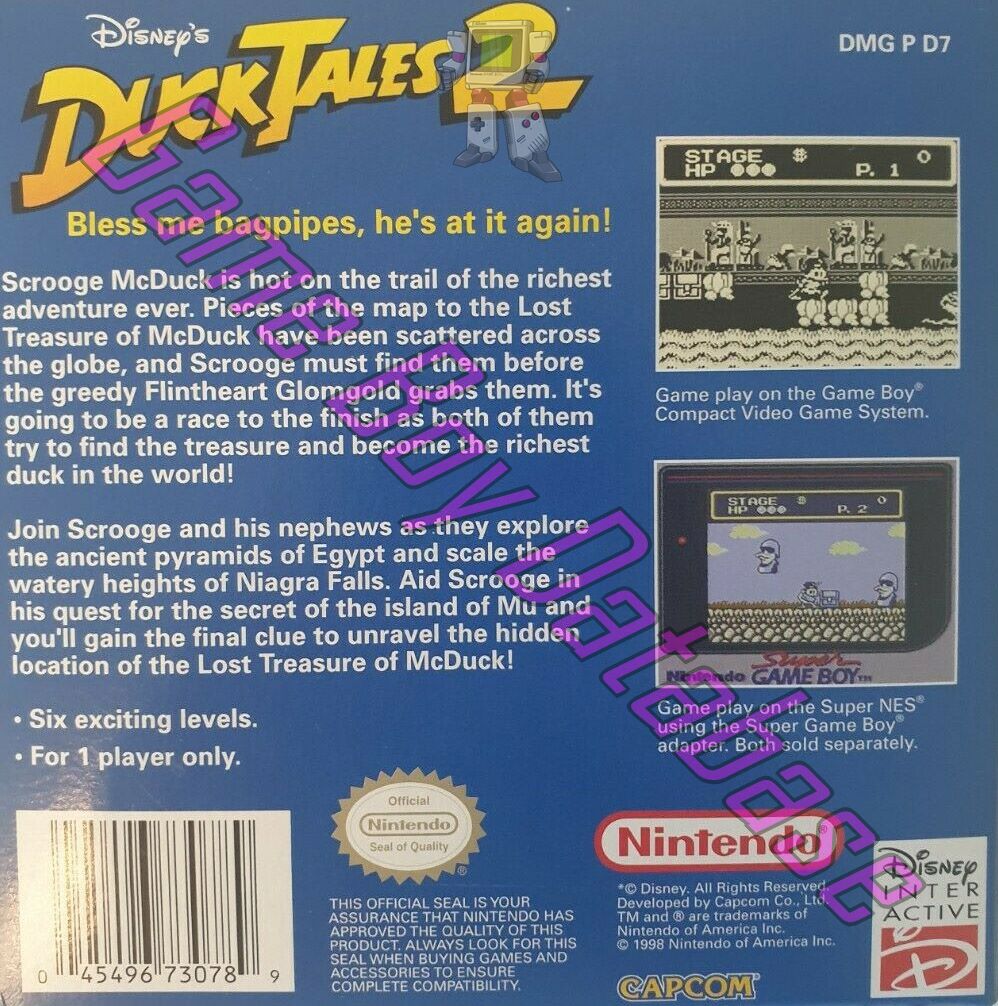 Disney's
DuckTales 2
DMG P D7
Bless me bagpipes, he's at it again!
Scrooge McDuck is hot on the trail of the richest
adventure ever. Pieces of the map to the Lost
Treasure of McDuck have been scattered across
the globe, and Scrooge must find them before
the greedy Flintheart Glomgold grabs them. It's
going to be a race to the finish as both of them
try to find the treasure and become the richest
duck in the world!
Join Scrooge and his nephews as they explore
the ancient pyramids of Egypt and scale the
watery heights of Niagra Falls. Aid Scrooge in
his quest for the secret of the island of Mu and
you'll gain the final clue to unravel the hidden
location of the Lost Treasure of McDuck!
• Six exciting levels.
• For 1 player only.
STAGE $ 0
HP P. 1
Game play on the Game Boy®
Compact Video Game System.
STAGE $ 0
HP P. 2
Super
Nintendo GAME BOY™
Game play on the Super NES®
using the Super Game Boy®
adapter. Both sold separately.
Game Boy Database
0 45496 73078 9
Official
Nintendo
Seal of Quality
®
THIS OFFICIAL SEAL IS YOUR
ASSURANCE THAT NINTENDO HAS
APPROVED THE QUALITY OF THIS
PRODUCT. ALWAYS LOOK FOR THIS
SEAL WHEN BUYING GAMES AND
ACCESSORIES TO ENSURE
COMPLETE COMPATIBILITY.
Nintendo®
*© Disney. All Rights Reserved.
Developed by Capcom Co., Ltd.
TM and ® are trademarks of
Nintendo of America Inc.
© 1998 Nintendo of America Inc.
CAPCOM
Disney
INTER
ACTIVE
D